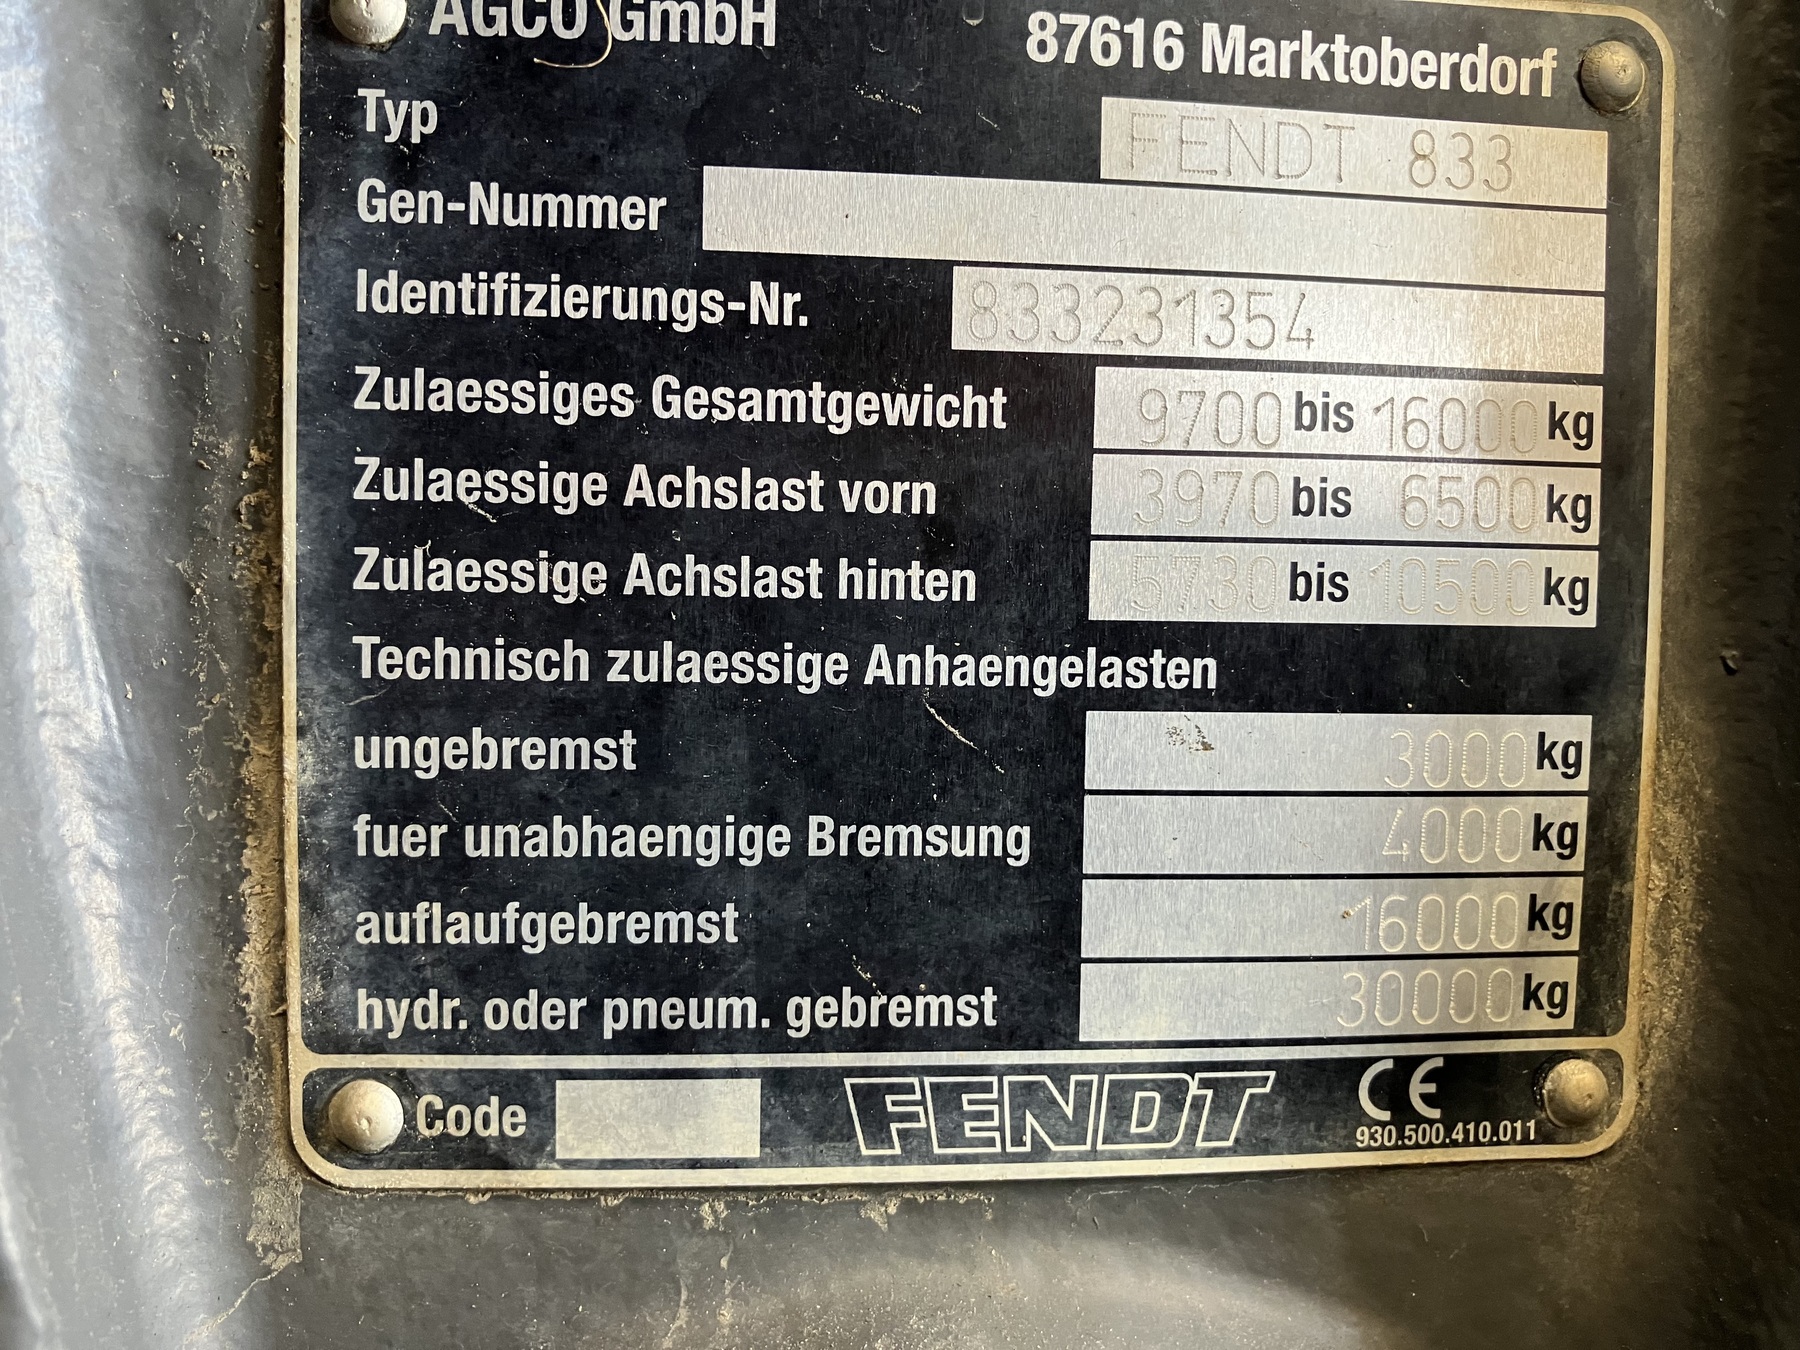 AGCO GmbH
87616 Marktoberdorf
Typ FENDT 833
Gen-Nummer
Identifizierungs-Nr. 833231354
Zulaessiges Gesamtgewicht 9700 bis 16000 kg
Zulaessige Achslast vorn 3970 bis 6500 kg
Zulaessige Achslast hinten 5730 bis 10500 kg
Technisch zulaessige Anhaengelasten
ungebremst 3000 kg
fuer unabhaengige Bremsung 4000 kg
auflaufgebremst 16000 kg
hydr. oder pneum. gebremst 30000 kg
Code FENDT CE
930.500.410.011